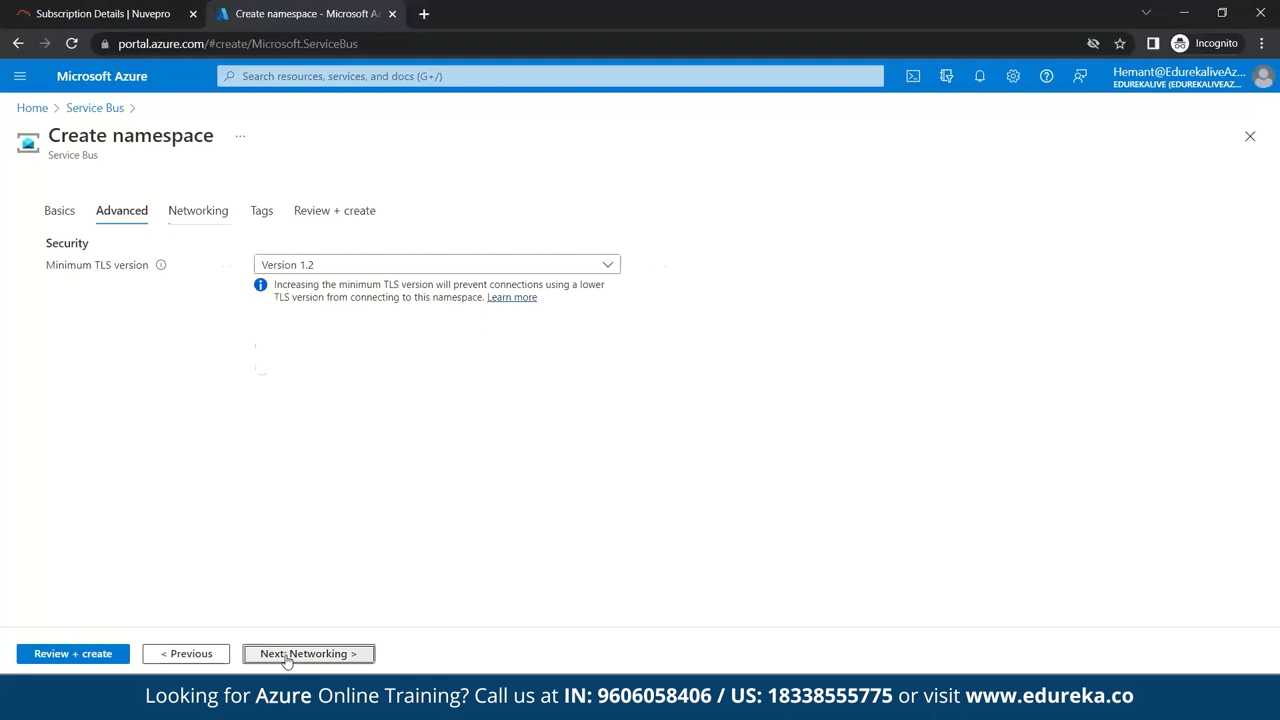 Subscription Details | Nuvepro
Create namespace - Microsoft Az
portal.azure.com/#create/Microsoft.ServiceBus
Incognito
Microsoft Azure
Search resources, services, and docs (G+/)
Hemant@EdurekaliveAz...
EDUREKALIVE (EDUREKALIVEAZ...
Home > Service Bus >
Create namespace ...
Service Bus
Basics Advanced Networking Tags Review + create
Security
Minimum TLS version
Version 1.2
Increasing the minimum TLS version will prevent connections using a lower
TLS version from connecting to this namespace. Learn more
Review + create
< Previous
Next: Networking >
Looking for Azure Online Training? Call us at IN: 9606058406 / US: 18338555775 or visit www.edureka.co